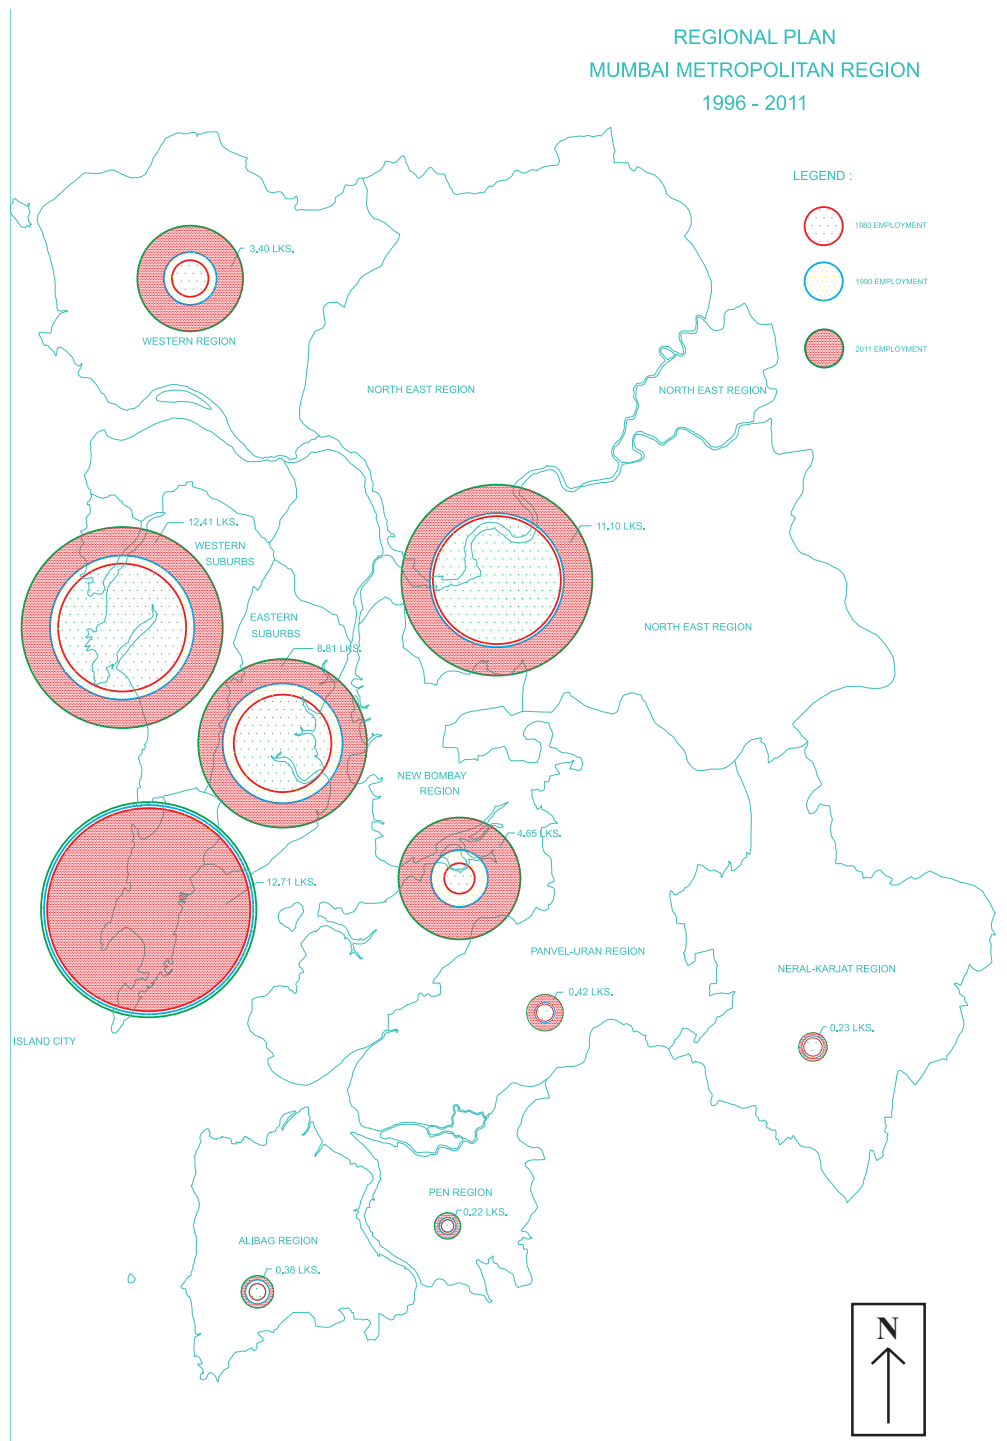 REGIONAL PLAN
MUMBAI METROPOLITAN REGION
1996 - 2011
LEGEND :
1980 EMPLOYMENT
1990 EMPLOYMENT
2011 EMPLOYMENT
3.40 LKS.
WESTERN REGION
NORTH EAST REGION
NORTH EAST REGION
12.41 LKS.
WESTERN
SUBURBS
11.10 LKS.
EASTERN
SUBURBS
8.81 LKS.
NORTH EAST REGION
NEW BOMBAY
REGION
4.65 LKS.
12.71 LKS.
PANVEL-URAN REGION
NERAL-KARJAT REGION
0.42 LKS.
0.23 LKS.
ISLAND CITY
PEN REGION
0.22 LKS.
ALIBAG REGION
0.38 LKS.
N